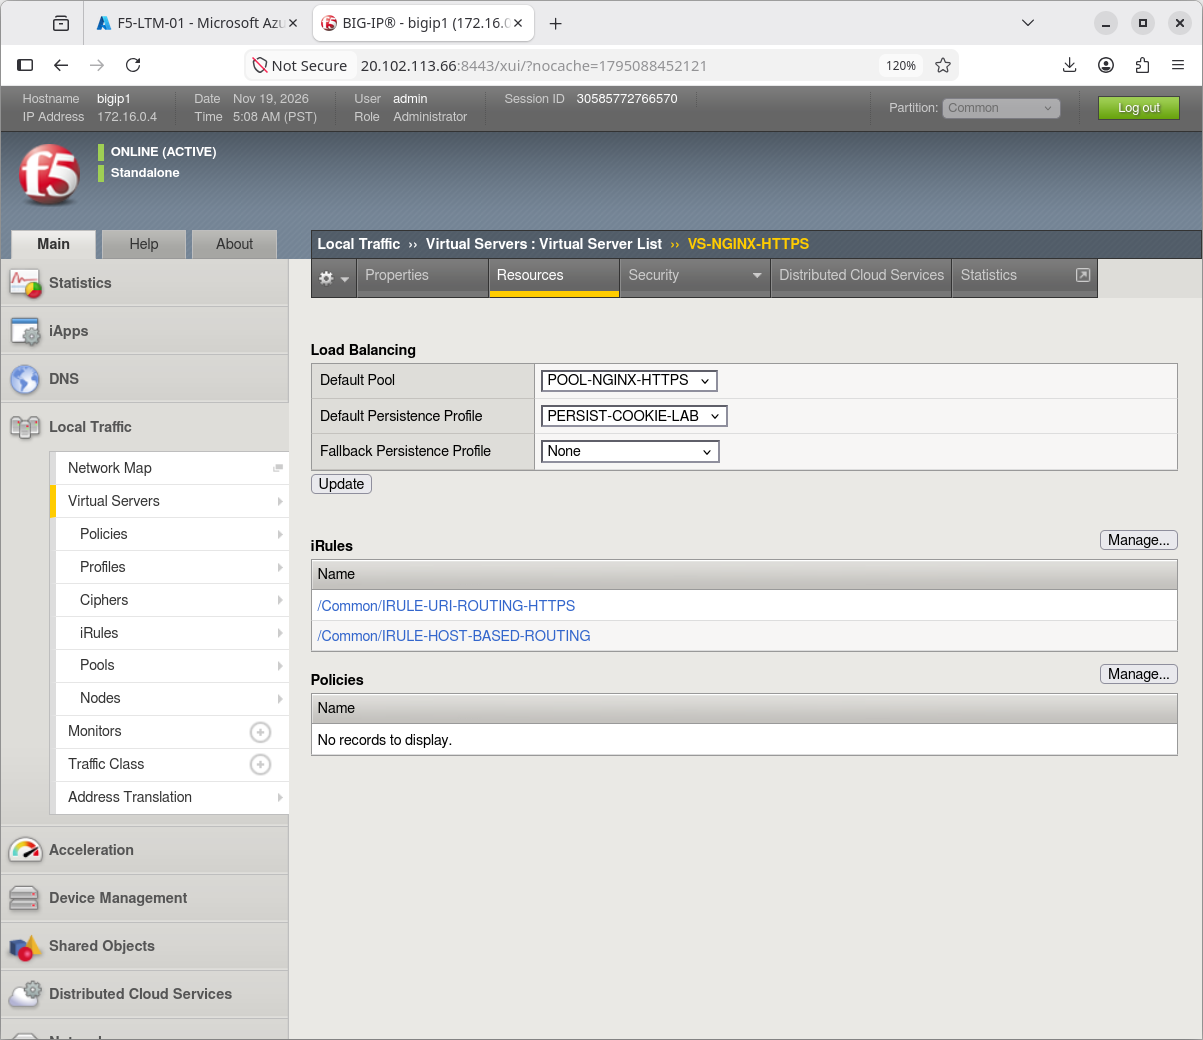 F5-LTM-01 - Microsoft Azu
BIG-IP® - bigip1 (172.16.0.
Not Secure
20.102.113.66:8443/xui/?nocache=1795088452121
120%
Hostname bigip1
IP Address 172.16.0.4
Date Nov 19, 2026
Time 5:08 AM (PST)
User admin
Role Administrator
Session ID 30585772766570
Partition: Common
Log out
f5
ONLINE (ACTIVE)
Standalone
Main
Help
About
Local Traffic ›› Virtual Servers : Virtual Server List ›› VS-NGINX-HTTPS
Properties
Resources
Security
Distributed Cloud Services
Statistics
Statistics
iApps
DNS
Local Traffic
Network Map
Virtual Servers
Policies
Profiles
Ciphers
iRules
Pools
Nodes
Monitors
Traffic Class
Address Translation
Acceleration
Device Management
Shared Objects
Distributed Cloud Services
Load Balancing
Default Pool POOL-NGINX-HTTPS
Default Persistence Profile PERSIST-COOKIE-LAB
Fallback Persistence Profile None
Update
iRules
Manage...
Name
/Common/IRULE-URI-ROUTING-HTTPS
/Common/IRULE-HOST-BASED-ROUTING
Policies
Manage...
Name
No records to display.